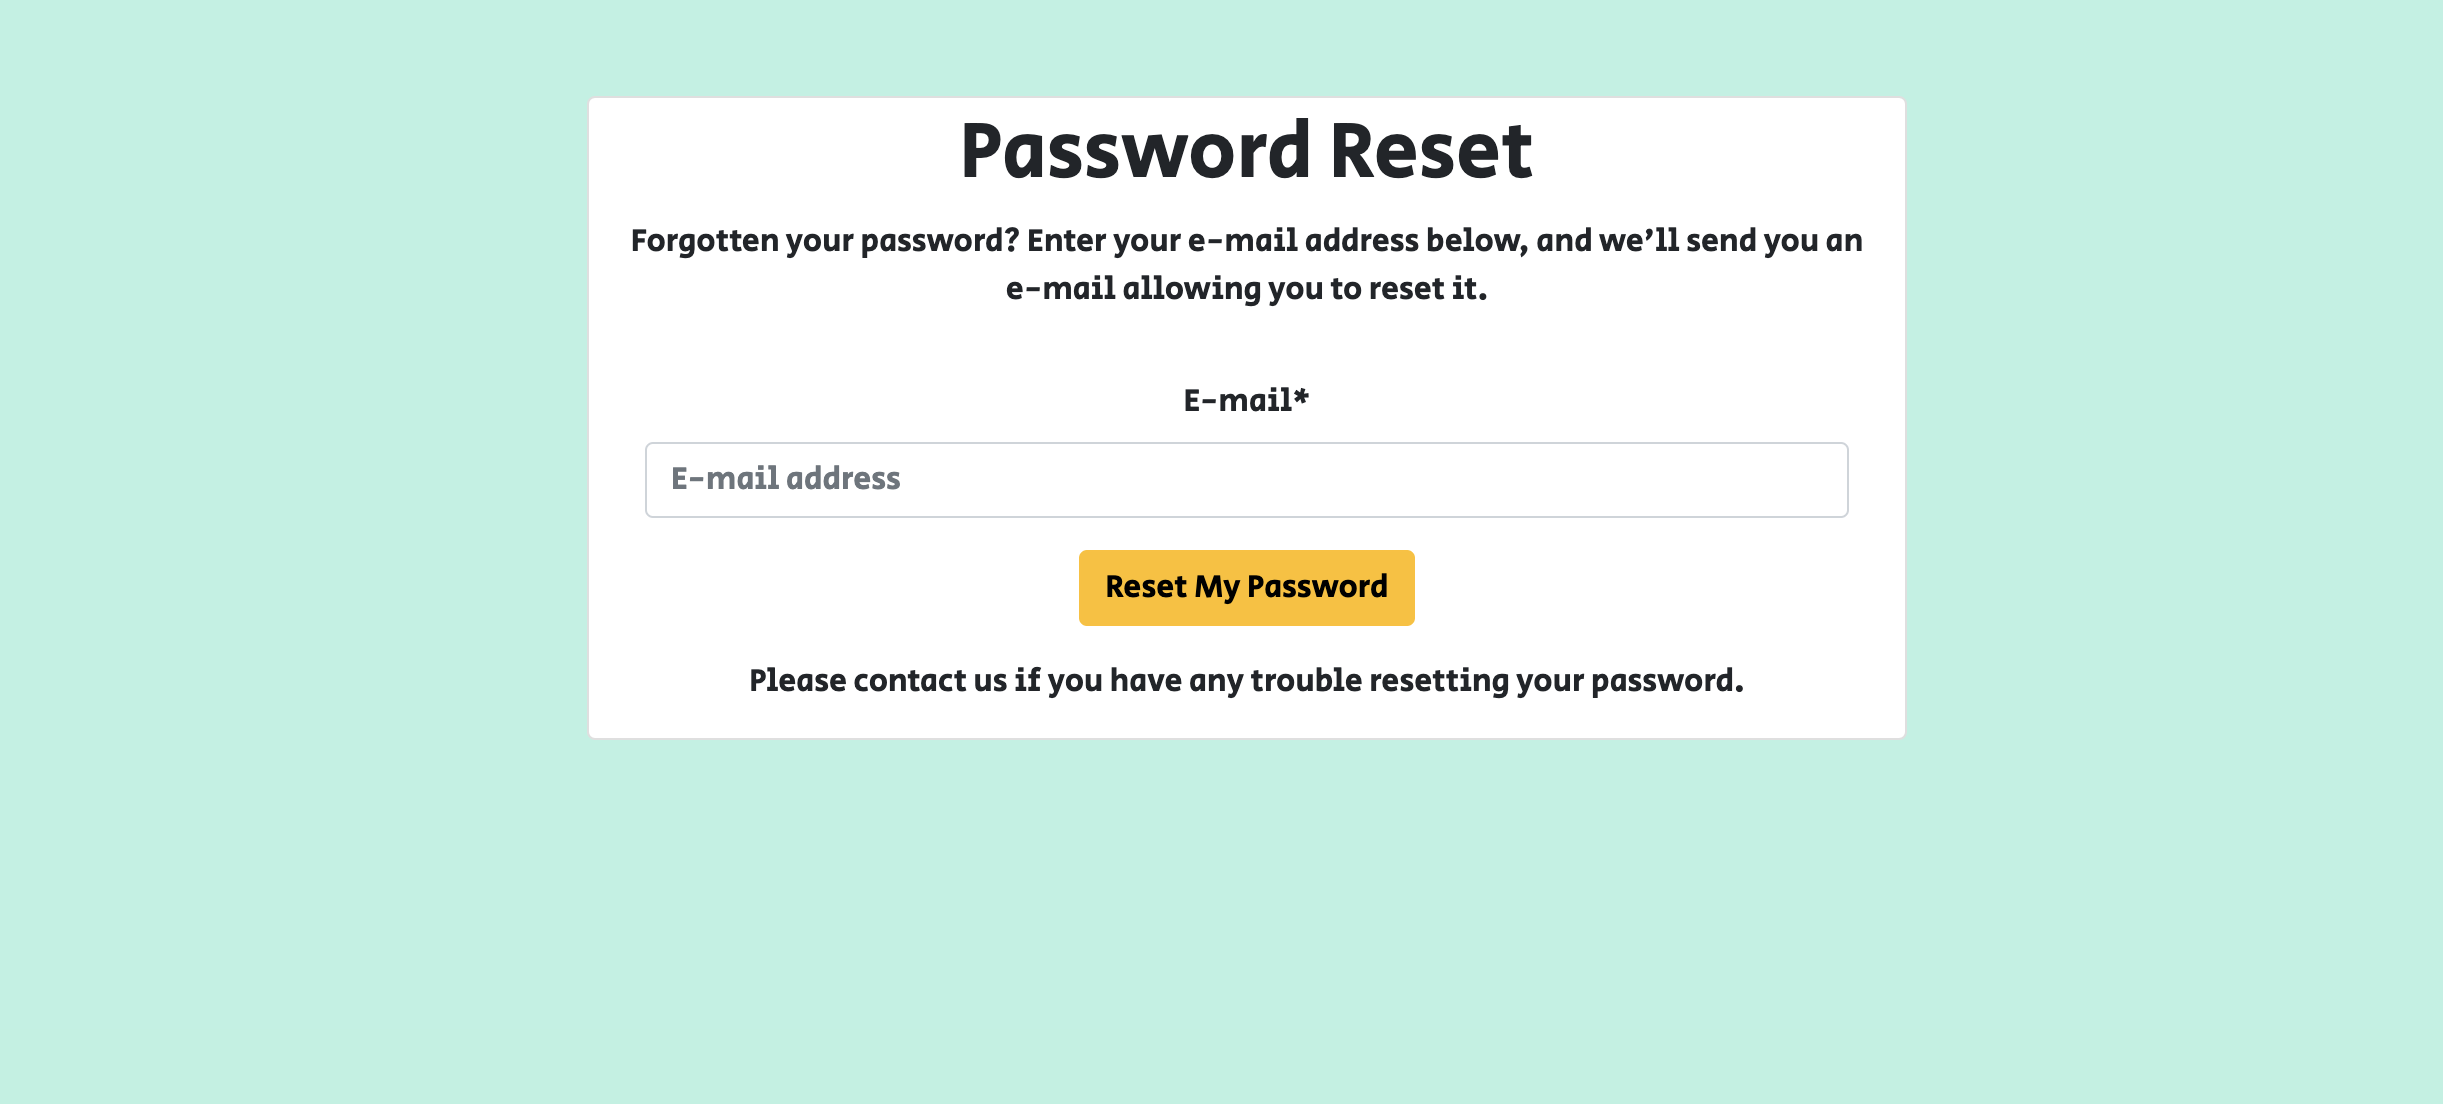 Password Reset
Forgotten your password? Enter your e-mail address below, and we’ll send you an
e-mail allowing you to reset it.
E-mail*
E-mail address
Reset My Password
Please contact us if you have any trouble resetting your password.